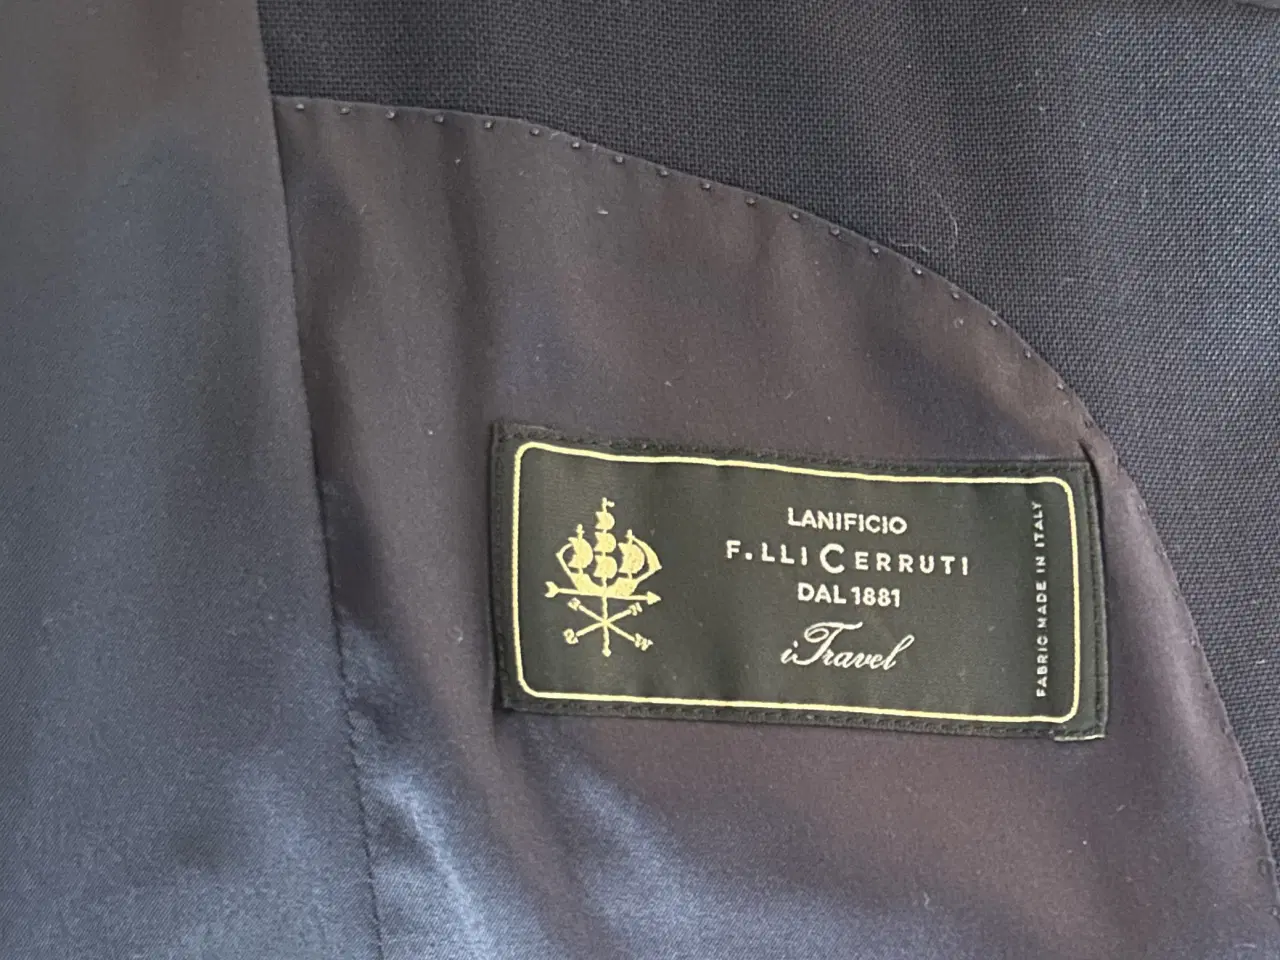 LANIFICIO
F.LLI CERRUTI
DAL 1881
iTravel
FABRIC MADE IN ITALY
N
S
W